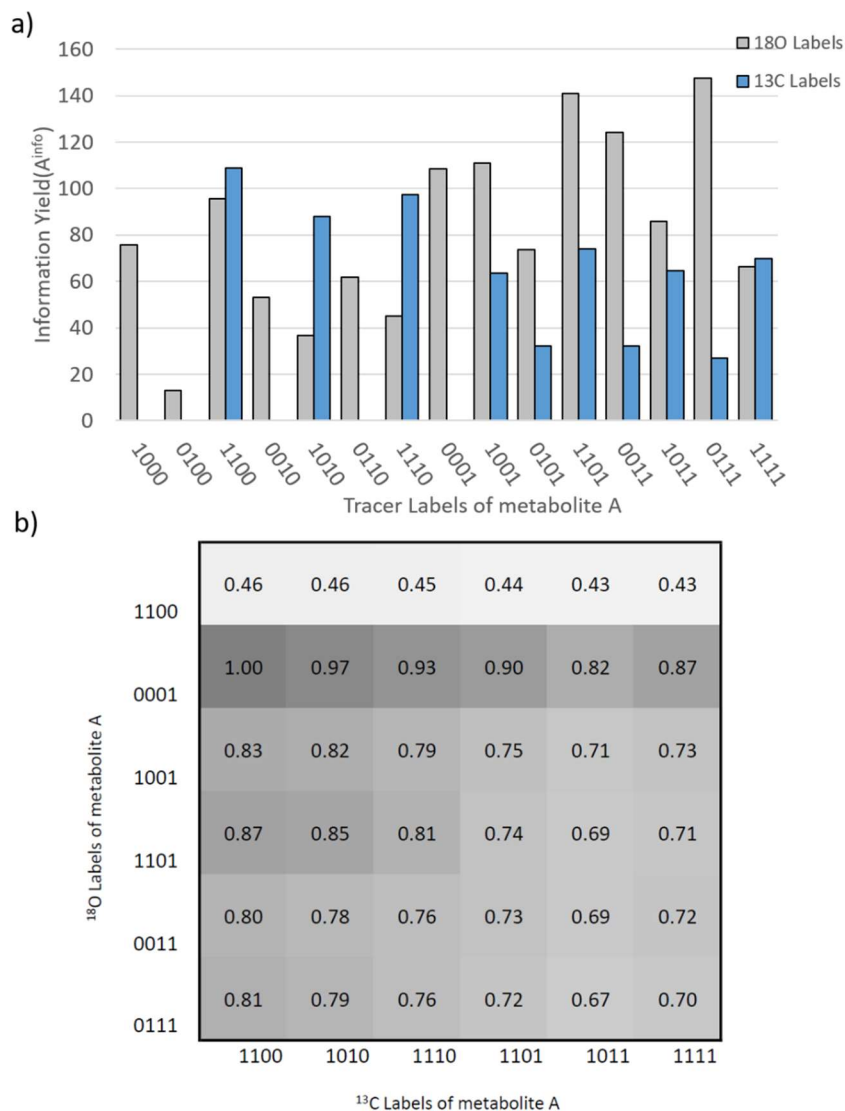 a)
18O Labels
13C Labels
160
140
120
100
80
60
40
20
0
Information Yield(A^info)
1000 0100 1100 0010 1010 0110 1110 0001 1001 0101 1101 0011 1011 0111 1111
Tracer Labels of metabolite A
b)
0.46 0.46 0.45 0.44 0.43 0.43
1100
1.00 0.97 0.93 0.90 0.82 0.87
0001
0.83 0.82 0.79 0.75 0.71 0.73
1001
0.87 0.85 0.81 0.74 0.69 0.71
1101
0.80 0.78 0.76 0.73 0.69 0.72
0011
0.81 0.79 0.76 0.72 0.67 0.70
0111
¹⁸O Labels of metabolite A
1100 1010 1110 1101 1011 1111
¹³C Labels of metabolite A